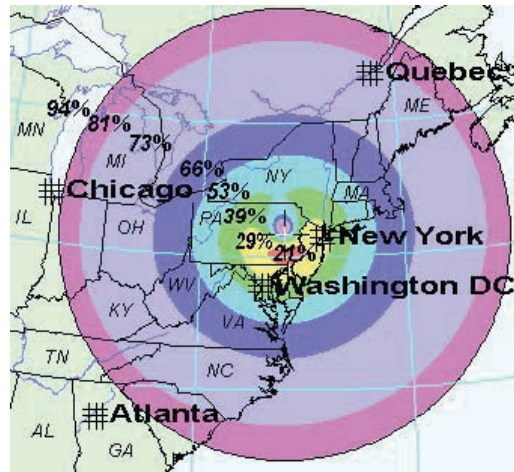 Quebec
ME
94%
81%
MN
73%
MI
66%
NY
53%
MA
Chicago
PA
39%
IL
OH
29%
21%
New York
WV
Washington DC
KY
VA
TN
NC
Atlanta
AL
GA